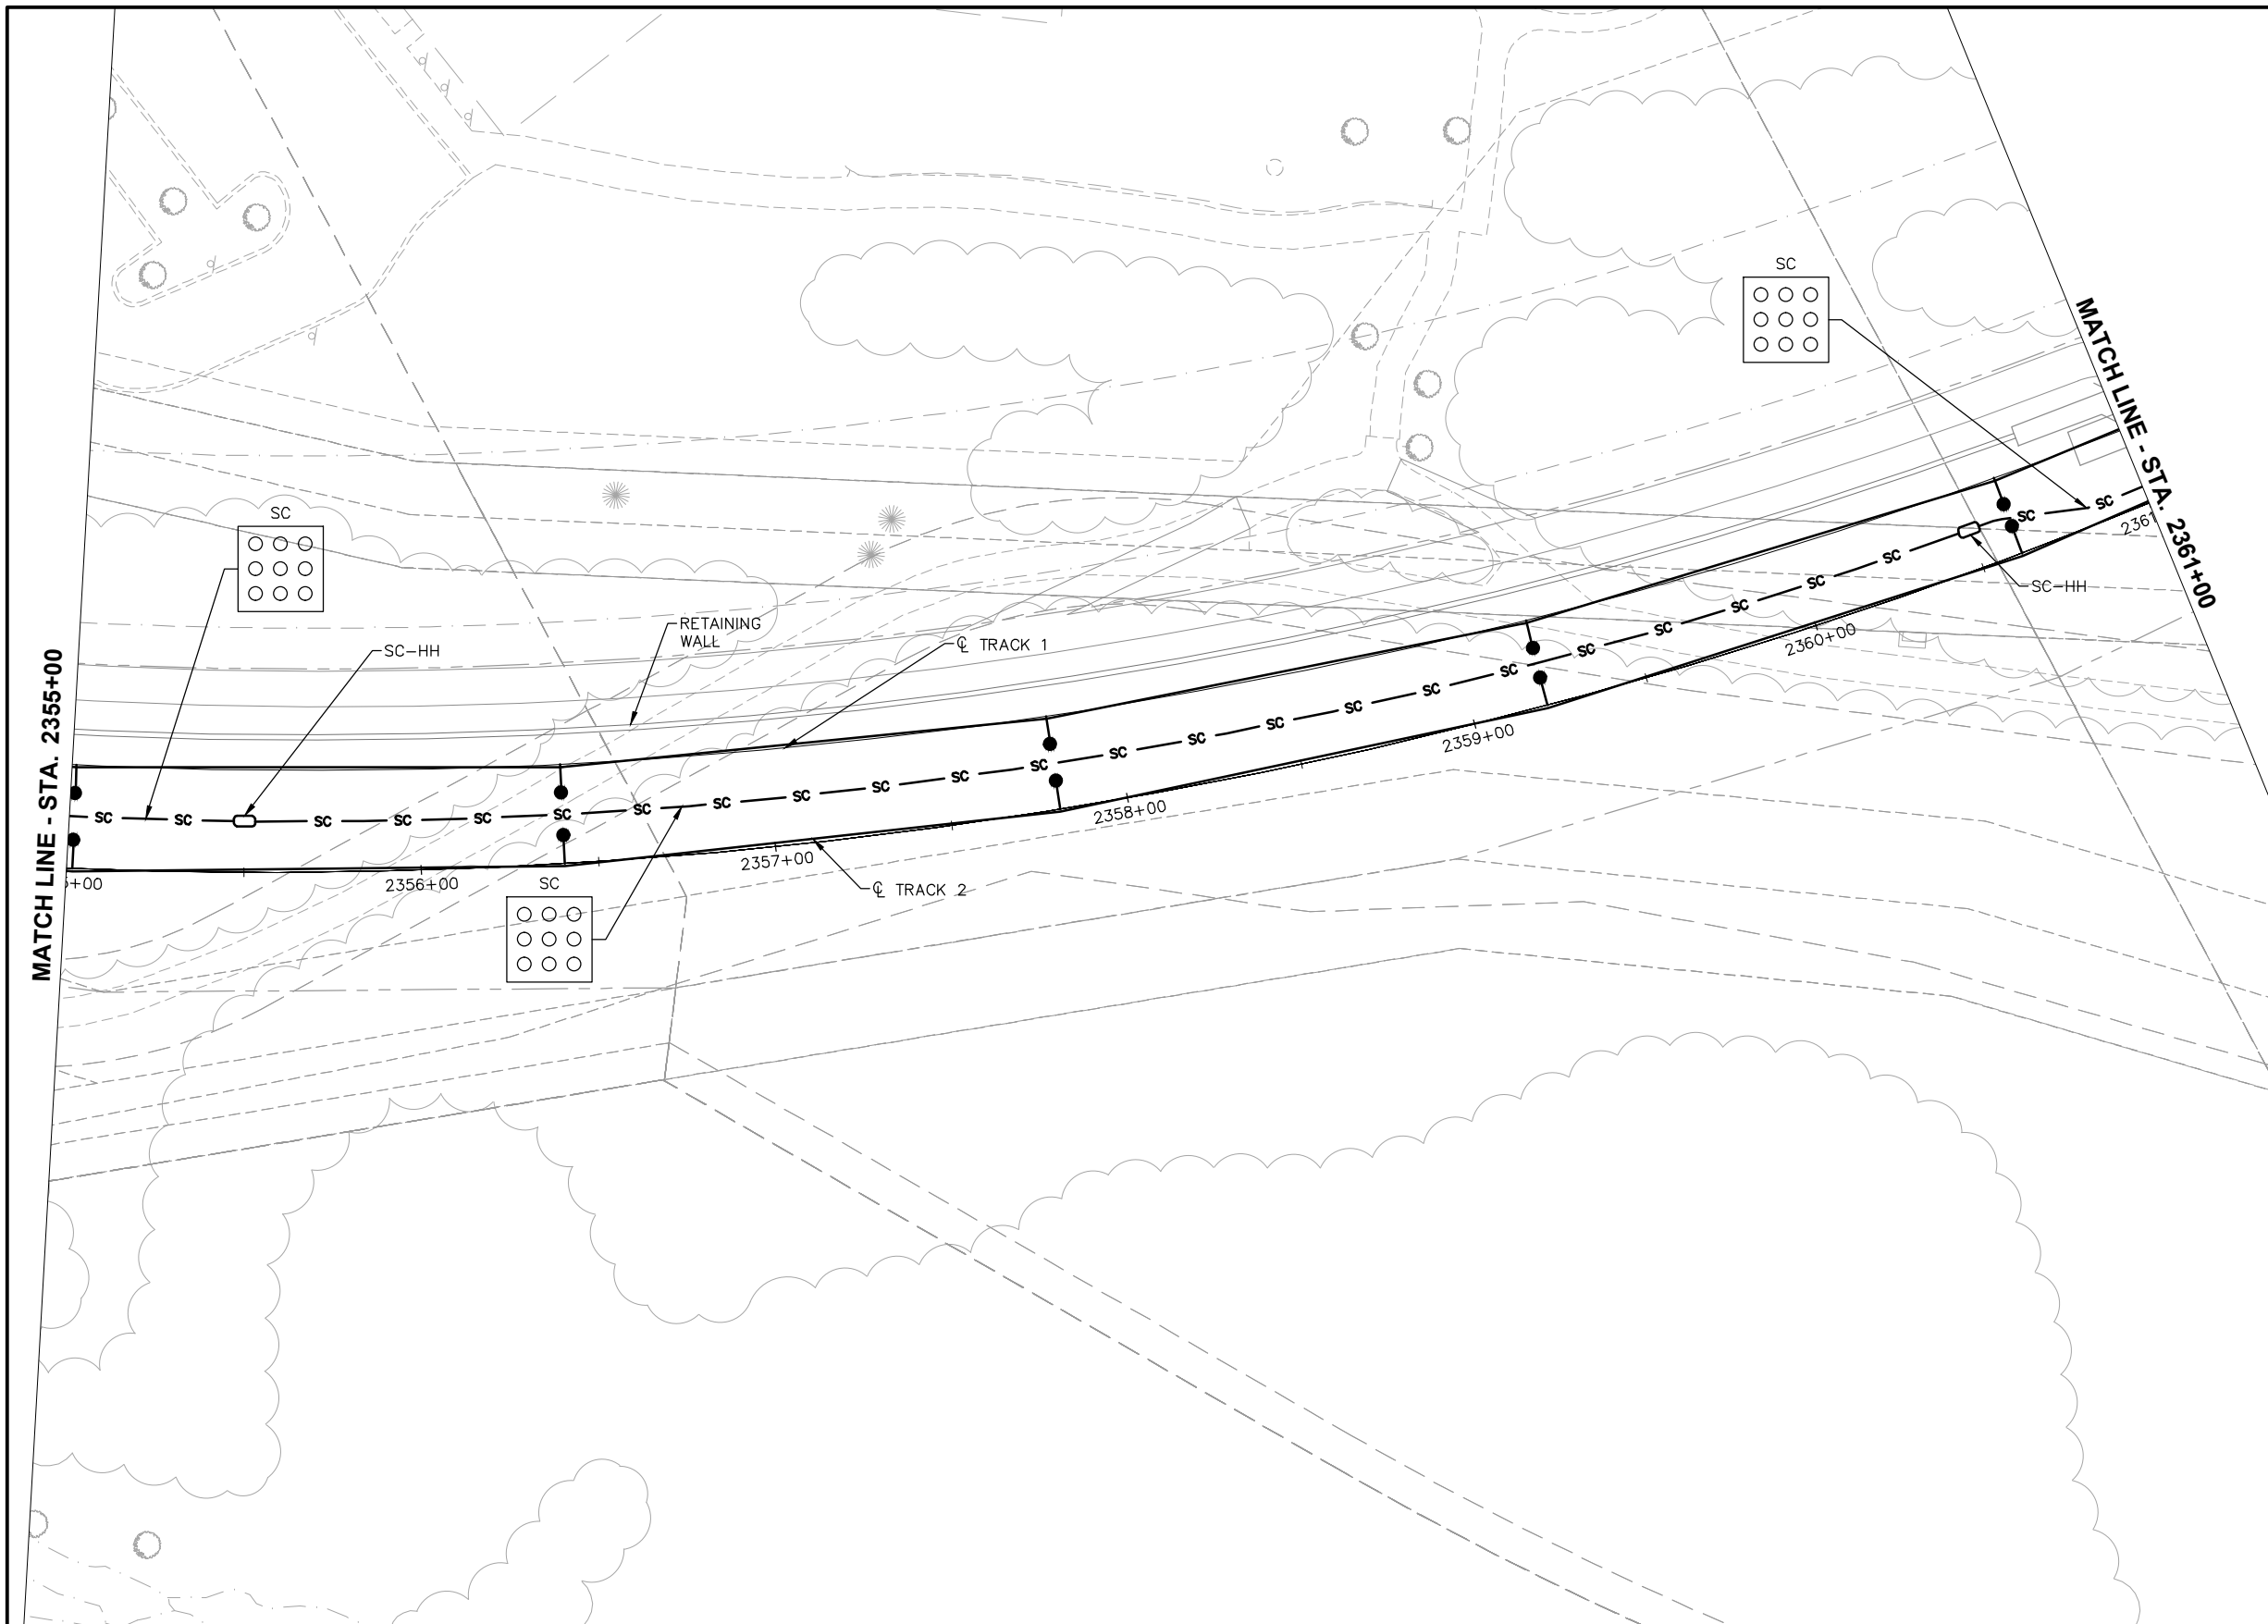 SC
MATCH LINE - STA. 2361+00
SC
RETAINING
WALL
℄ TRACK 1
SC-HH
SC-HH
MATCH LINE - STA. 2355+00
SC SC SC SC SC SC SC SC SC SC SC SC SC SC SC SC SC SC SC SC SC SC SC SC SC
5+00
2356+00
2357+00
2358+00
2359+00
2360+00
2361
SC
℄ TRACK 2